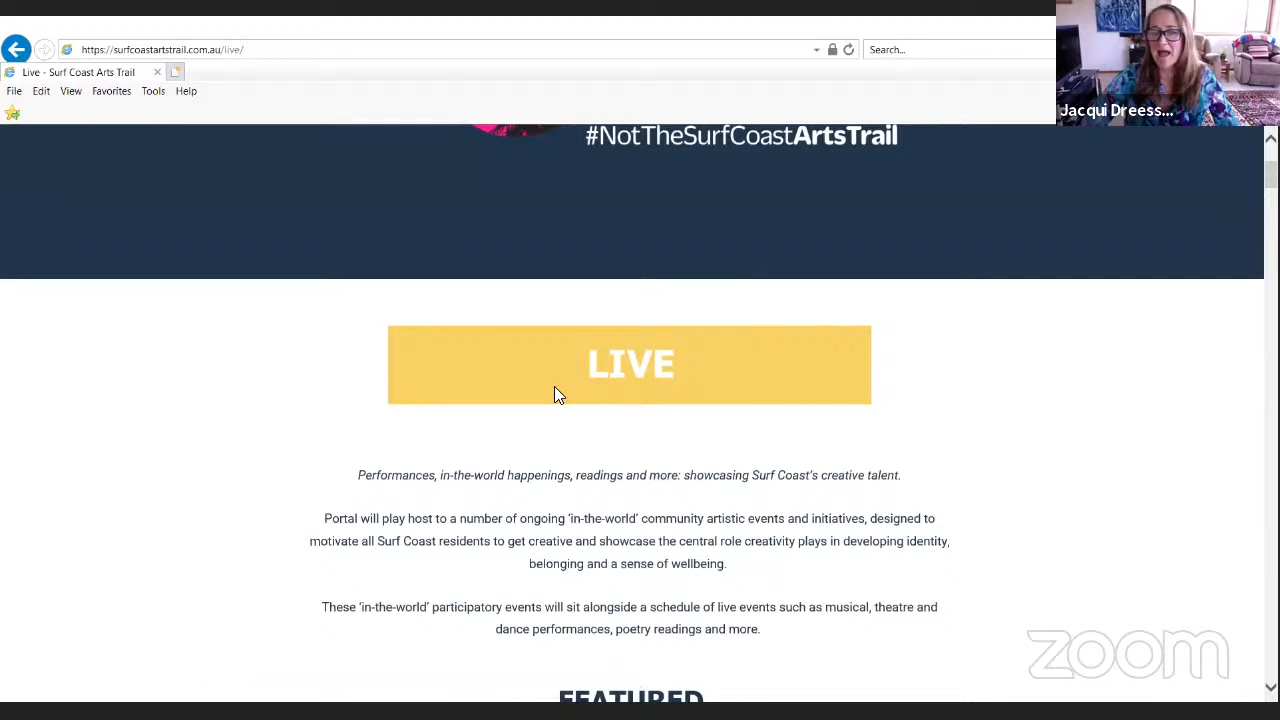 https://surfcoastartstrail.com.au/live/
Search...
Live - Surf Coast Arts Trail
File Edit View Favorites Tools Help
Jacqui Dreess...
#NotTheSurfCoastArtsTrail
LIVE
Performances, in-the-world happenings, readings and more: showcasing Surf Coast's creative talent.
Portal will play host to a number of ongoing ‘in-the-world’ community artistic events and initiatives, designed to
motivate all Surf Coast residents to get creative and showcase the central role creativity plays in developing identity,
belonging and a sense of wellbeing.
These ‘in-the-world’ participatory events will sit alongside a schedule of live events such as musical, theatre and
dance performances, poetry readings and more.
FEATURED
zoom